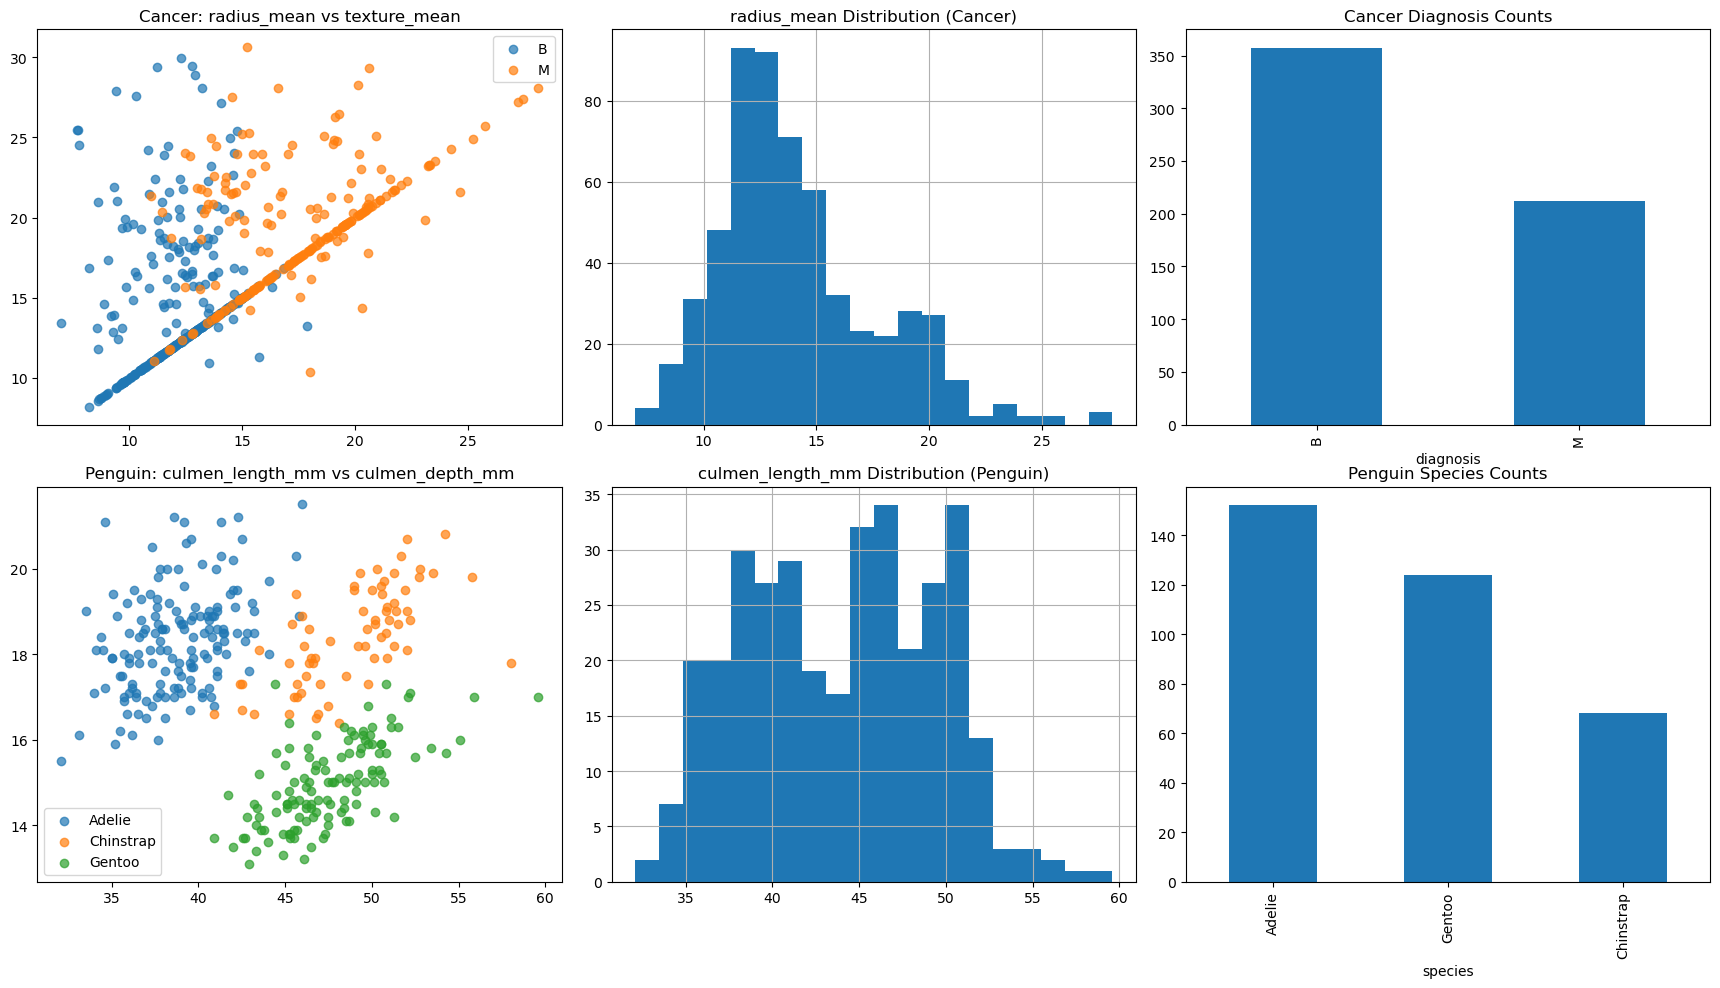 Cancer: radius_mean vs texture_mean
30
25
20
15
10
10 15 20 25
B
M
radius_mean Distribution (Cancer)
80
60
40
20
0
10 15 20 25
Cancer Diagnosis Counts
350
300
250
200
150
100
50
0
B M
diagnosis
Penguin: culmen_length_mm vs culmen_depth_mm
20
18
16
14
35 40 45 50 55 60
Adelie
Chinstrap
Gentoo
culmen_length_mm Distribution (Penguin)
35
30
25
20
15
10
5
0
35 40 45 50 55 60
Penguin Species Counts
140
120
100
80
60
40
20
0
Adelie Gentoo Chinstrap
species